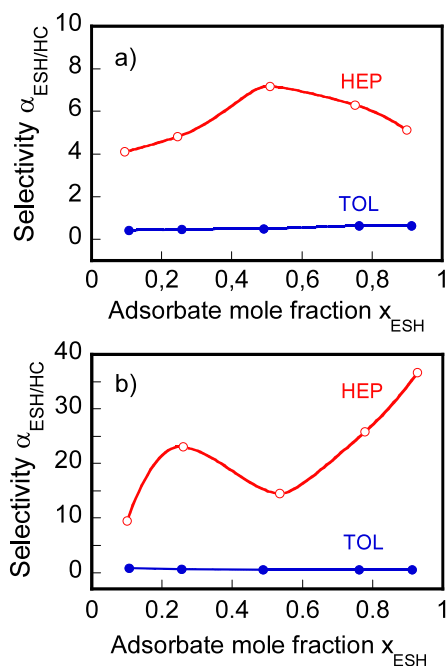 10
a)
HEP
8
6
4
TOL
2
0
0 0,2 0,4 0,6 0,8 1
Selectivity α_ESH/HC
Adsorbate mole fraction x_ESH
40
b)
HEP
30
20
10
TOL
0
0 0.2 0.4 0.6 0.8 1
Selectivity α_ESH/HC
Adsorbate mole fraction x_ESH